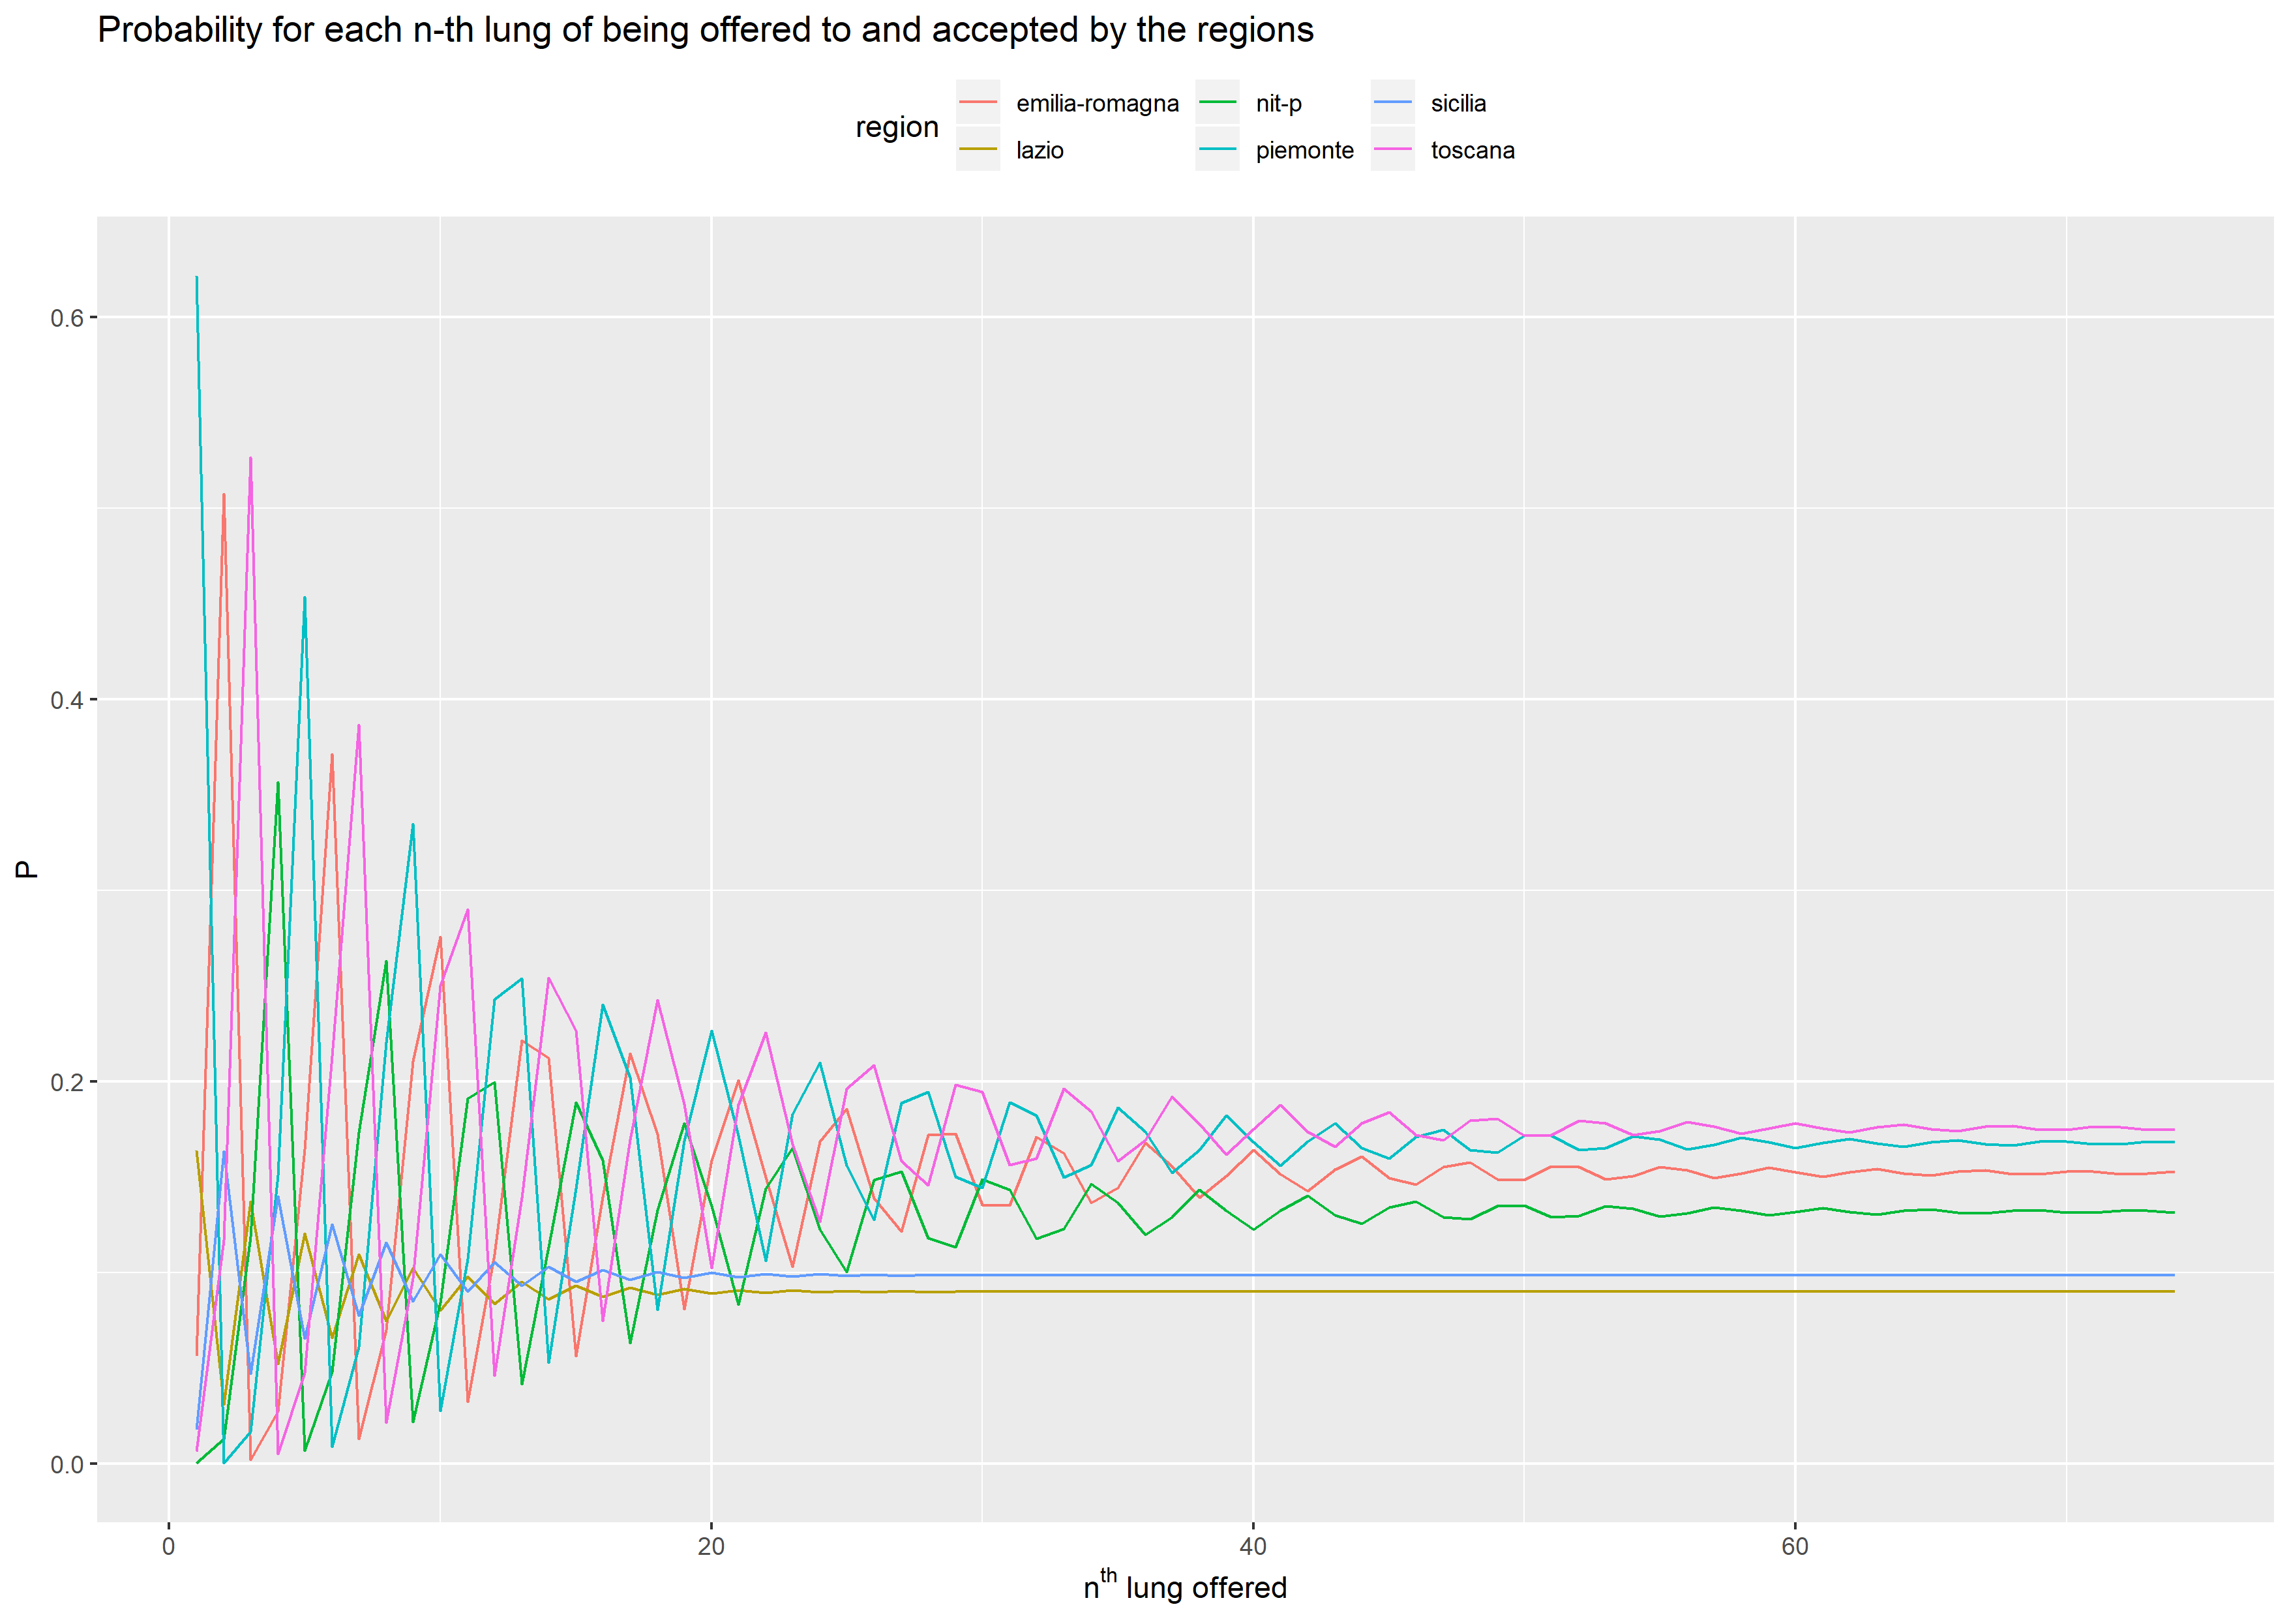 Probability for each n-th lung of being offered to and accepted by the regions
region
emilia-romagna
nit-p
sicilia
lazio
piemonte
toscana
0.6
0.4
0.2
0.0
P
0
20
40
60
nth lung offered